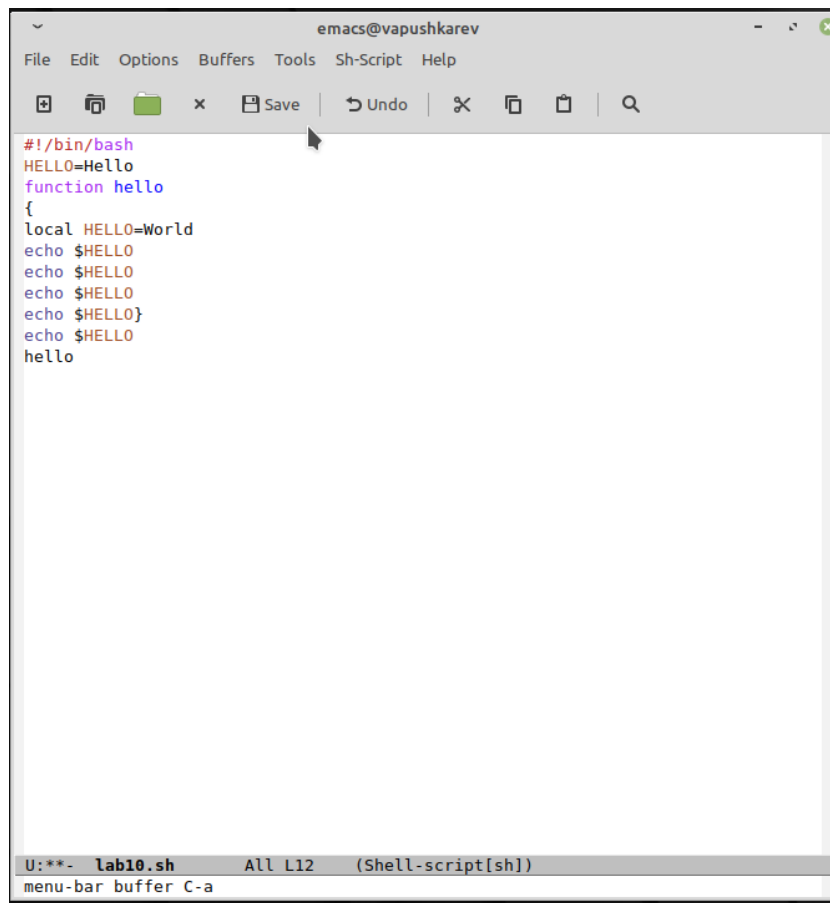 emacs@vapushkarev
File Edit Options Buffers Tools Sh-Script Help
Save Undo
#!/bin/bash
HELLO=Hello
function hello
{
local HELLO=World
echo $HELLO
echo $HELLO
echo $HELLO
echo $HELLO}
echo $HELLO
hello
U:**- lab10.sh All L12 (Shell-script[sh])
menu-bar buffer C-a